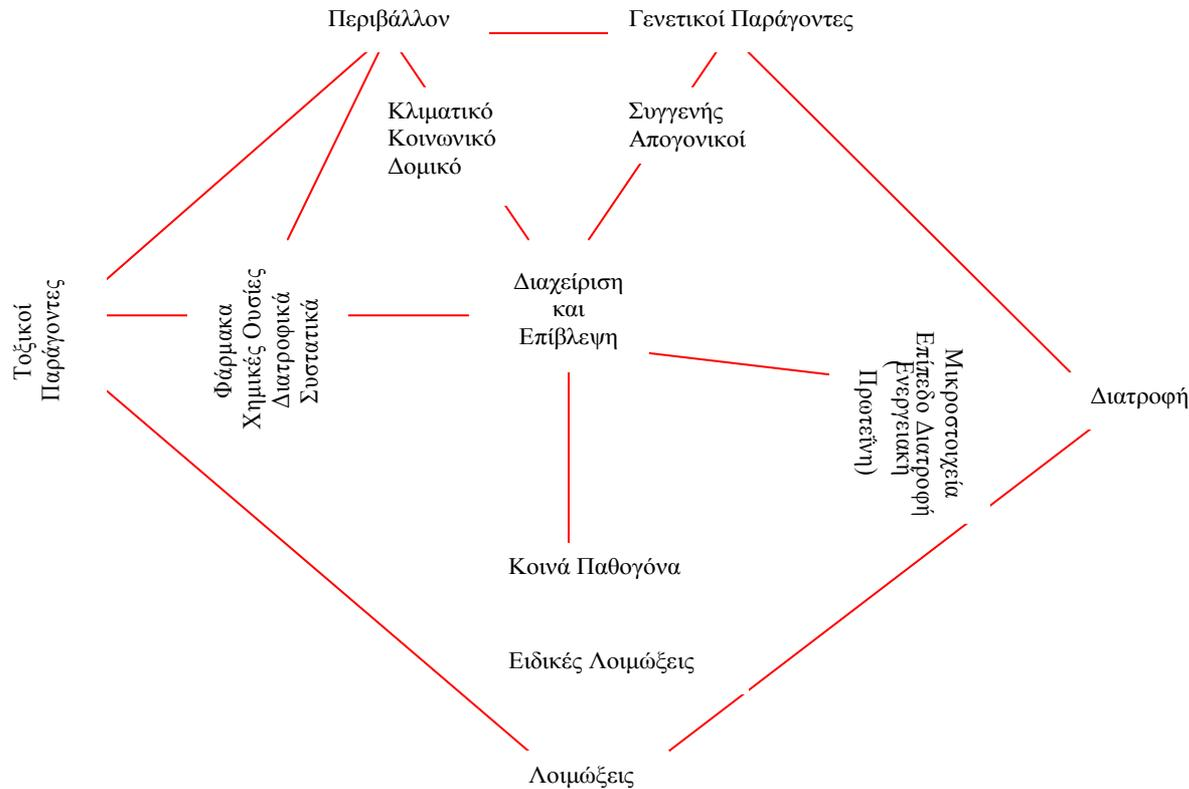 Περιβάλλον
Γενετικοί Παράγοντες
Κλιματικό
Κοινωνικό
Δομικό
Συγγενής
Απογονικοί
Τοξικοί
Παράγοντες
Φάρμακα
Χημικές Ουσίες
Διατροφικά
Συστατικά
Διαχείριση
και
Επίβλεψη
Μικροστοιχεία
Επίπεδο Διατροφή
(
Ενεργειακή
Πρωτεΐνη)
Διατροφή
Κοινά Παθογόνα
Ειδικές Λοιμώξεις
Λοιμώξεις